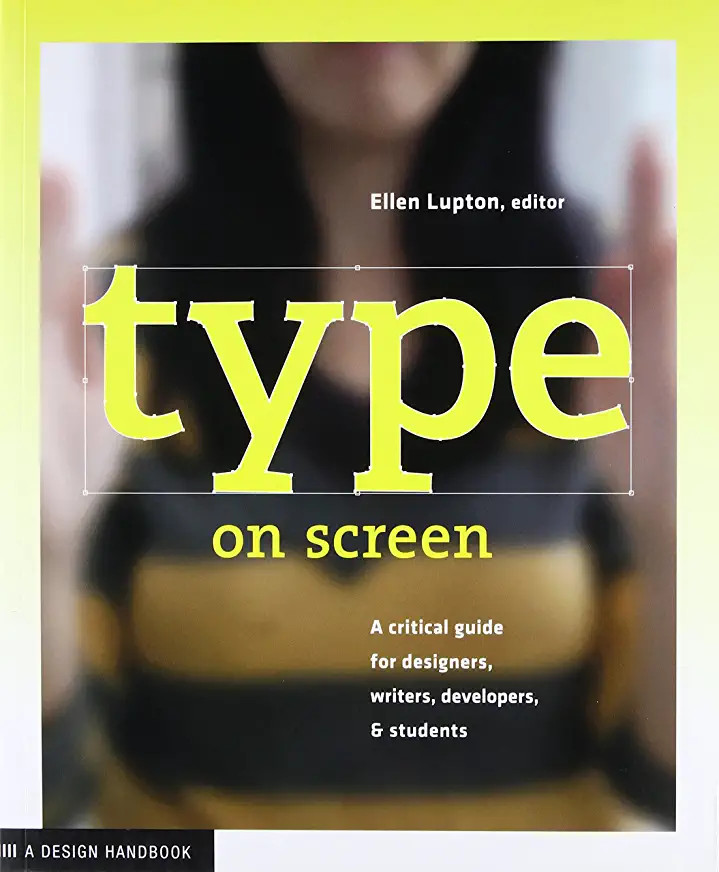 Ellen Lupton, editor
type
on screen
A critical guide
for designers,
writers, developers,
& students
A DESIGN HANDBOOK